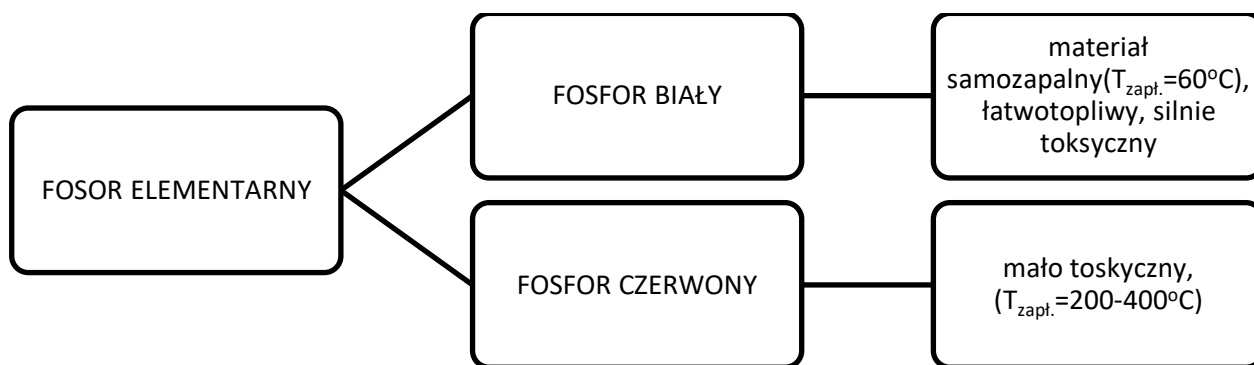 FOSOR ELEMENTARNY
FOSFOR BIAŁY
materiał
samozapalny(Tzapł.=60oC),
łatwotopliwy, silnie
toksyczny
FOSFOR CZERWONY
mało toskyczny,
(Tzapł.=200-400oC)